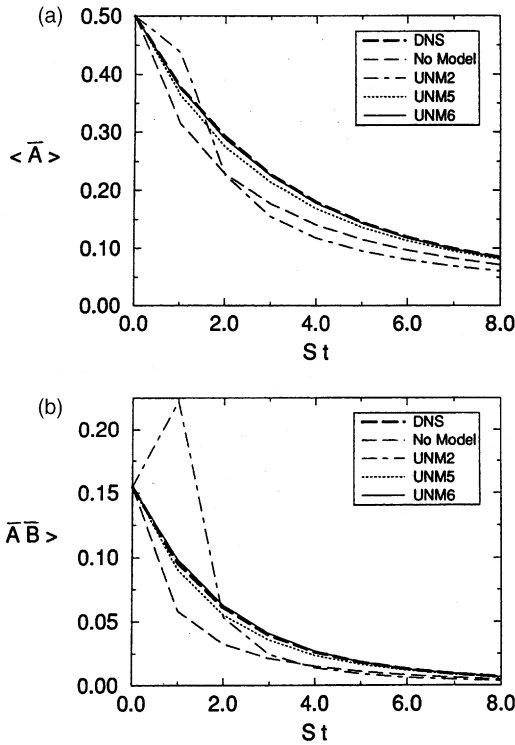 (a)
0.50
0.40
0.30
0.20
0.10
0.00
< A̅ >
DNS
No Model
UNM2
UNM5
UNM6
0.0 2.0 4.0 6.0 8.0
S t
(b)
0.20
0.15
0.10
0.05
0.00
A̅ B̅ >
DNS
No Model
UNM2
UNM5
UNM6
0.0 2.0 4.0 6.0 8.0
S t